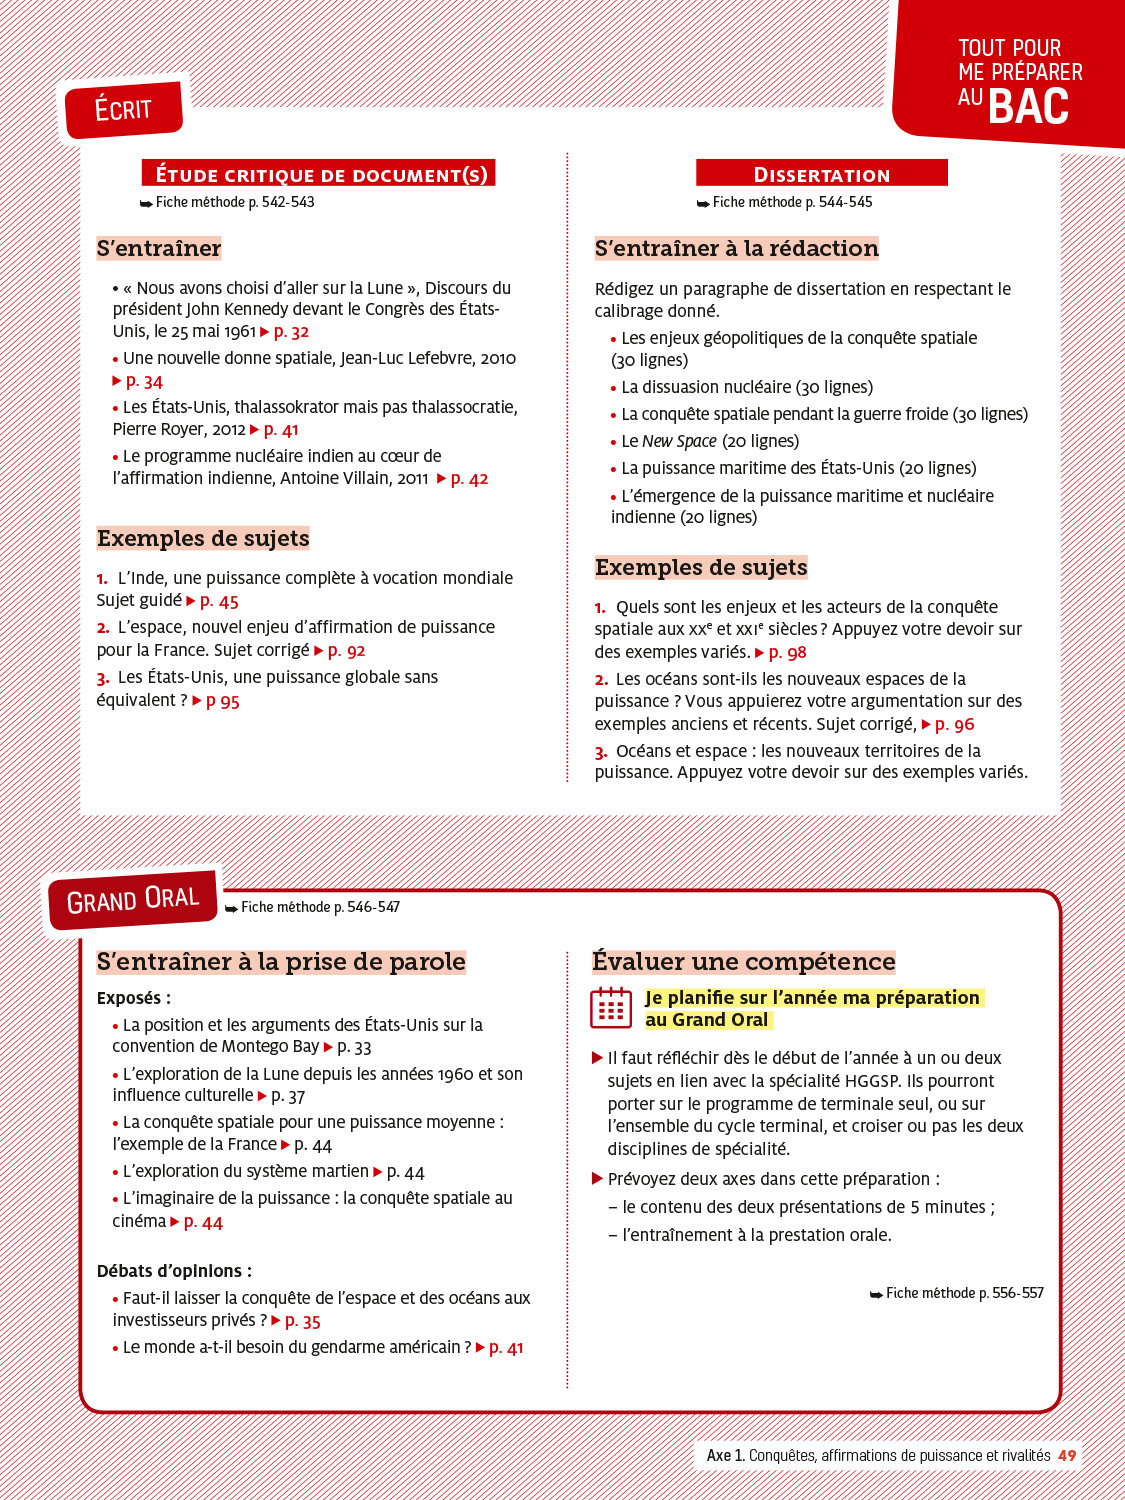 TOUT POUR
ME PRÉPARER
AU BAC
ÉCRIT
ÉTUDE CRITIQUE DE DOCUMENT(S)
➥ Fiche méthode p. 542-543
S’entraîner
• « Nous avons choisi d’aller sur la Lune », Discours du
président John Kennedy devant le Congrès des États-
Unis, le 25 mai 1961 ▶ p. 32
• Une nouvelle donne spatiale, Jean-Luc Lefebvre, 2010
▶ p. 34
• Les États-Unis, thalassokrator mais pas thalassocratie,
Pierre Royer, 2012 ▶ p. 41
• Le programme nucléaire indien au cœur de
l’affirmation indienne, Antoine Villain, 2011 ▶ p. 42
Exemples de sujets
1. L’Inde, une puissance complète à vocation mondiale
Sujet guidé ▶ p. 45
2. L’espace, nouvel enjeu d’affirmation de puissance
pour la France. Sujet corrigé ▶ p. 92
3. Les États-Unis, une puissance globale sans
équivalent ? ▶ p 95
DISSERTATION
➥ Fiche méthode p. 544-545
S’entraîner à la rédaction
Rédigez un paragraphe de dissertation en respectant le
calibrage donné.
• Les enjeux géopolitiques de la conquête spatiale
(30 lignes)
• La dissuasion nucléaire (30 lignes)
• La conquête spatiale pendant la guerre froide (30 lignes)
• Le New Space (20 lignes)
• La puissance maritime des États-Unis (20 lignes)
• L’émergence de la puissance maritime et nucléaire
indienne (20 lignes)
Exemples de sujets
1. Quels sont les enjeux et les acteurs de la conquête
spatiale aux XXe et XXIe siècles ? Appuyez votre devoir sur
des exemples variés. ▶ p. 98
2. Les océans sont-ils les nouveaux espaces de la
puissance ? Vous appuierez votre argumentation sur des
exemples anciens et récents. Sujet corrigé, ▶ p. 96
3. Océans et espace : les nouveaux territoires de la
puissance. Appuyez votre devoir sur des exemples variés.
GRAND ORAL
➥ Fiche méthode p. 546-547
S’entraîner à la prise de parole
Exposés :
• La position et les arguments des États-Unis sur la
convention de Montego Bay ▶ p. 33
• L’exploration de la Lune depuis les années 1960 et son
influence culturelle ▶ p. 37
• La conquête spatiale pour une puissance moyenne :
l’exemple de la France ▶ p. 44
• L’exploration du système martien ▶ p. 44
• L’imaginaire de la puissance : la conquête spatiale au
cinéma ▶ p. 44
Débats d’opinions :
• Faut-il laisser la conquête de l’espace et des océans aux
investisseurs privés ? ▶ p. 35
• Le monde a-t-il besoin du gendarme américain ? ▶ p. 41
Évaluer une compétence
Je planifie sur l’année ma préparation
au Grand Oral
▶ Il faut réfléchir dès le début de l’année à un ou deux
sujets en lien avec la spécialité HGGSP. Ils pourront
porter sur le programme de terminale seul, ou sur
l’ensemble du cycle terminal, et croiser ou pas les deux
disciplines de spécialité.
▶ Prévoyez deux axes dans cette préparation :
– le contenu des deux présentations de 5 minutes ;
– l’entraînement à la prestation orale.
➥ Fiche méthode p. 556-557
Axe 1. Conquêtes, affirmations de puissance et rivalités 49